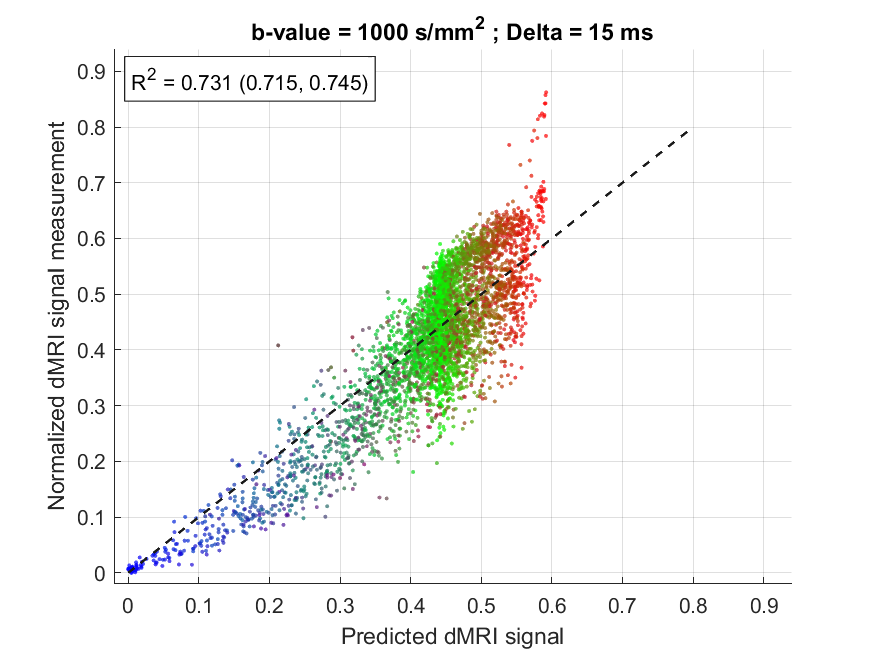 b-value = 1000 s/mm² ; Delta = 15 ms
R² = 0.731 (0.715, 0.745)
Normalized dMRI signal measurement
0.9
0.8
0.7
0.6
0.5
0.4
0.3
0.2
0.1
0
0 0.1 0.2 0.3 0.4 0.5 0.6 0.7 0.8 0.9
Predicted dMRI signal